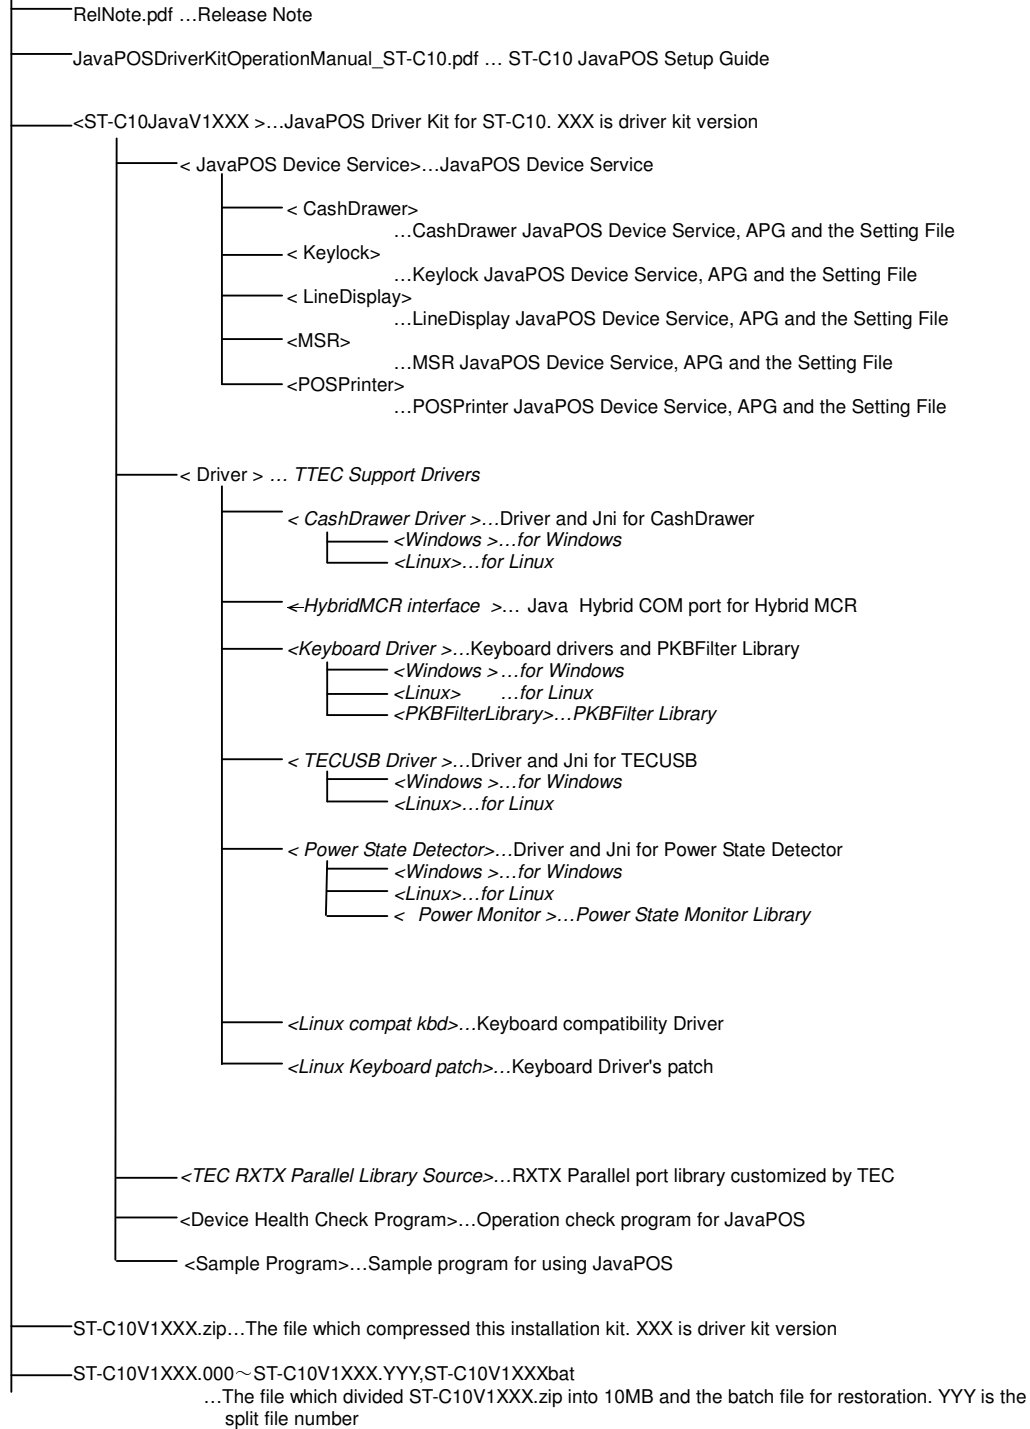 RelNote.pdf …Release Note
JavaPOSDriverKitOperationManual_ST-C10.pdf … ST-C10 JavaPOS Setup Guide
<ST-C10JavaV1XXX >…JavaPOS Driver Kit for ST-C10. XXX is driver kit version
< JavaPOS Device Service>…JavaPOS Device Service
< CashDrawer>
…CashDrawer JavaPOS Device Service, APG and the Setting File
< Keylock>
…Keylock JavaPOS Device Service, APG and the Setting File
< LineDisplay>
…LineDisplay JavaPOS Device Service, APG and the Setting File
<MSR>
…MSR JavaPOS Device Service, APG and the Setting File
<POSPrinter>
…POSPrinter JavaPOS Device Service, APG and the Setting File
< Driver > … TTEC Support Drivers
< CashDrawer Driver >…Driver and Jni for CashDrawer
<Windows >…for Windows
<Linux>…for Linux
< HybridMCR interface >… Java Hybrid COM port for Hybrid MCR
<Keyboard Driver >…Keyboard drivers and PKBFilter Library
<Windows >…for Windows
<Linux> …for Linux
<PKBFilterLibrary>…PKBFilter Library
< TECUSB Driver >…Driver and Jni for TECUSB
<Windows >…for Windows
<Linux>…for Linux
< Power State Detector>…Driver and Jni for Power State Detector
<Windows >…for Windows
<Linux>…for Linux
< Power Monitor >…Power State Monitor Library
<Linux compat kbd>…Keyboard compatibility Driver
<Linux Keyboard patch>…Keyboard Driver's patch
<TEC RXTX Parallel Library Source>…RXTX Parallel port library customized by TEC
<Device Health Check Program>…Operation check program for JavaPOS
<Sample Program>…Sample program for using JavaPOS
ST-C10V1XXX.zip…The file which compressed this installation kit. XXX is driver kit version
ST-C10V1XXX.000～ST-C10V1XXX.YYY,ST-C10V1XXXbat
…The file which divided ST-C10V1XXX.zip into 10MB and the batch file for restoration. YYY is the
split file number